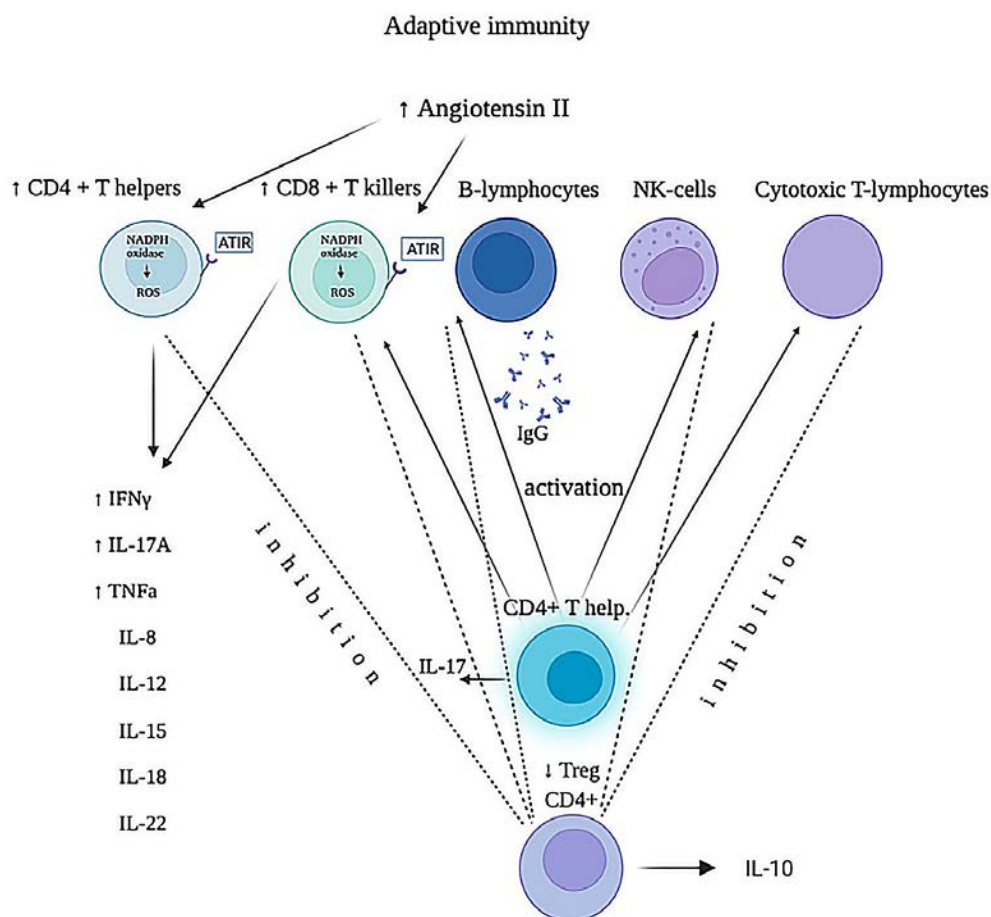 Adaptive immunity
↑ Angiotensin II
↑ CD4 + T helpers
↑ CD8 + T killers
B-lymphocytes
NK-cells
Cytotoxic T-lymphocytes
NADPH
oxidase
ROS
ATIR
NADPH
oxidase
ROS
ATIR
IgG
activation
↑ IFNγ
↑ IL-17A
↑ TNFa
IL-8
IL-12
IL-15
IL-18
IL-22
inhibition
inhibition
CD4+ T help.
IL-17
↓ Treg
CD4+
IL-10